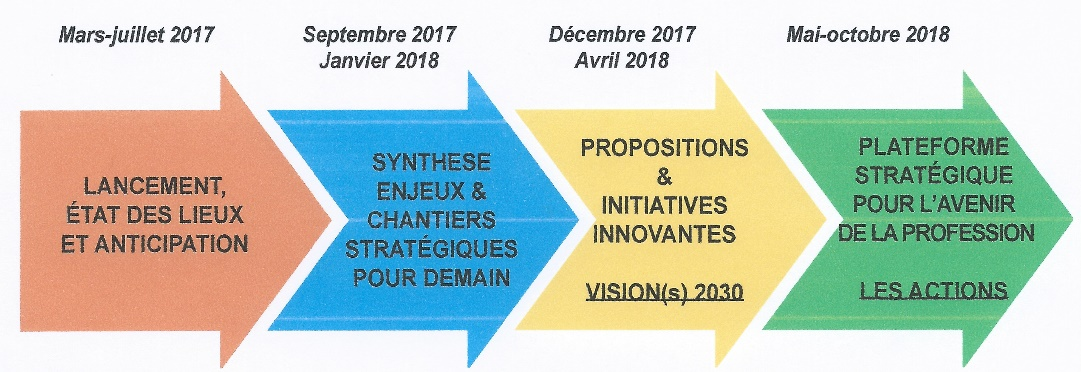 Mars-juillet 2017
Septembre 2017
Janvier 2018
Décembre 2017
Avril 2018
Mai-octobre 2018
LANCEMENT,
ÉTAT DES LIEUX
ET ANTICIPATION
SYNTHESE
ENJEUX &
CHANTIERS
STRATÉGIQUES
POUR DEMAIN
PROPOSITIONS
&
INITIATIVES
INNOVANTES
VISION(s) 2030
PLATEFORME
STRATÉGIQUE
POUR L'AVENIR
DE LA PROFESSION
LES ACTIONS